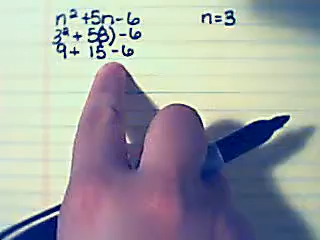 n² + 5n - 6 n = 3
3² + 5(3) - 6
9 + 15 - 6